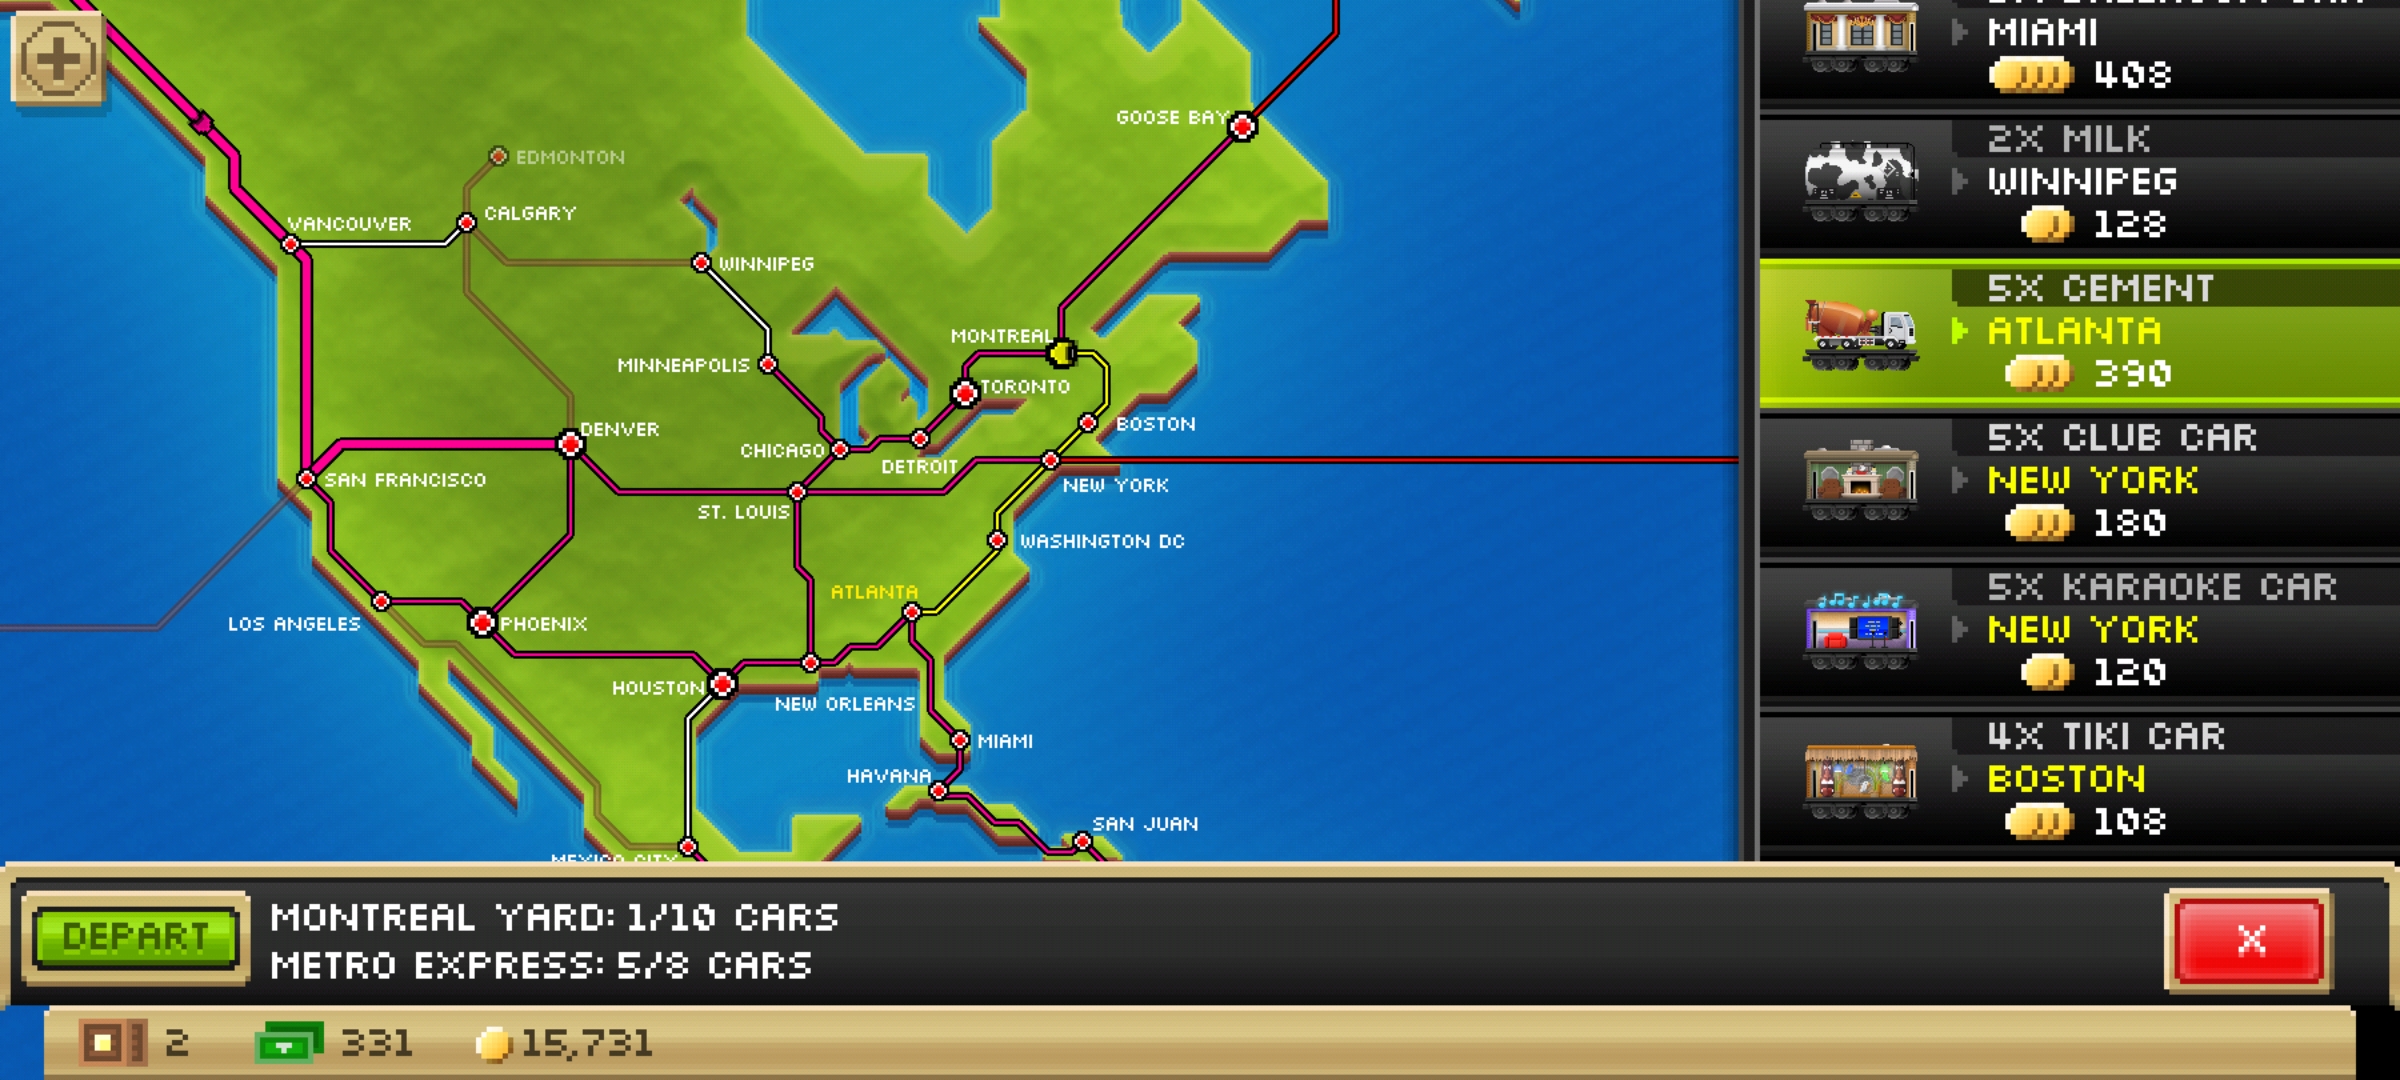 GOOSE BAY
EDMONTON
CALGARY
VANCOUVER
WINNIPEG
MONTREAL
MINNEAPOLIS
TORONTO
BOSTON
DENVER
CHICAGO
DETROIT
SAN FRANCISCO
NEW YORK
ST. LOUIS
WASHINGTON DC
ATLANTA
LOS ANGELES
PHOENIX
HOUSTON
NEW ORLEANS
MIAMI
HAVANA
SAN JUAN
MEXICO CITY
MIAMI
408
2X MILK
WINNIPEG
128
5X CEMENT
ATLANTA
390
5X CLUB CAR
NEW YORK
180
5X KARAOKE CAR
NEW YORK
120
4X TIKI CAR
BOSTON
108
DEPART
MONTREAL YARD: 1/10 CARS
METRO EXPRESS: 5/8 CARS
X
2
331
15,731